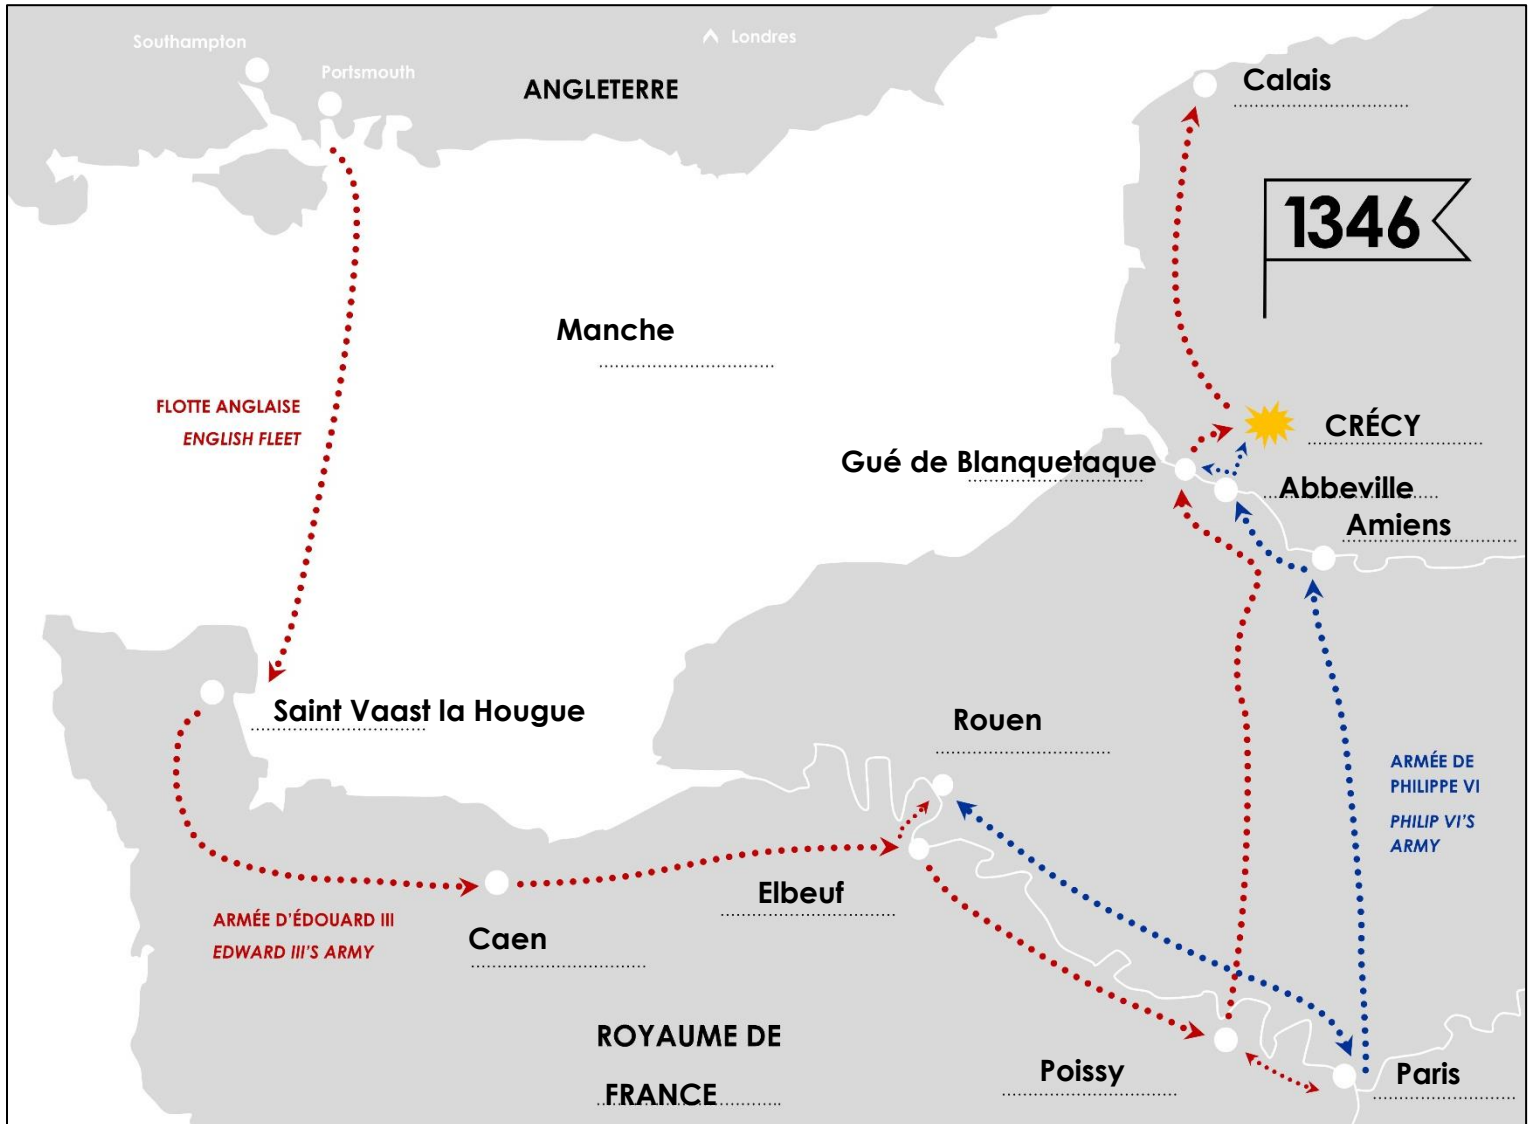 Southampton
Londres
Portsmouth
ANGLETERRE
Calais
1346
Manche
FLOTTE ANGLAISE
ENGLISH FLEET
CRÉCY
Gué de Blanquetaque
Abbeville
Amiens
Saint Vaast la Hougue
Rouen
ARMÉE DE
PHILIPPE VI
PHILIP VI'S
ARMY
Elbeuf
ARMÉE D'ÉDOUARD III
EDWARD III'S ARMY
Caen
ROYAUME DE
FRANCE
Poissy
Paris